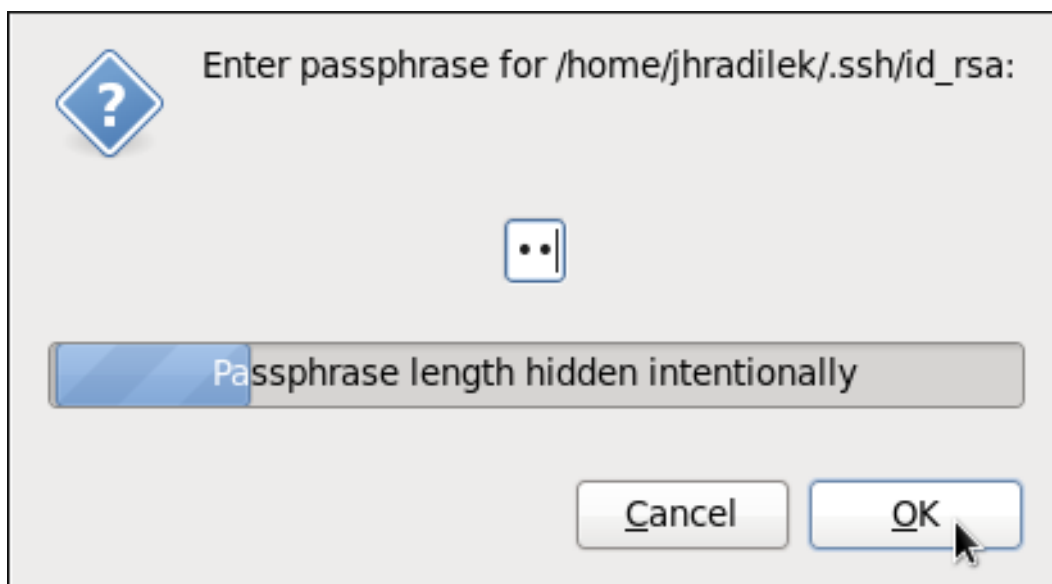 Enter passphrase for /home/jhradilek/.ssh/id_rsa:
••
Passphrase length hidden intentionally
Cancel
OK